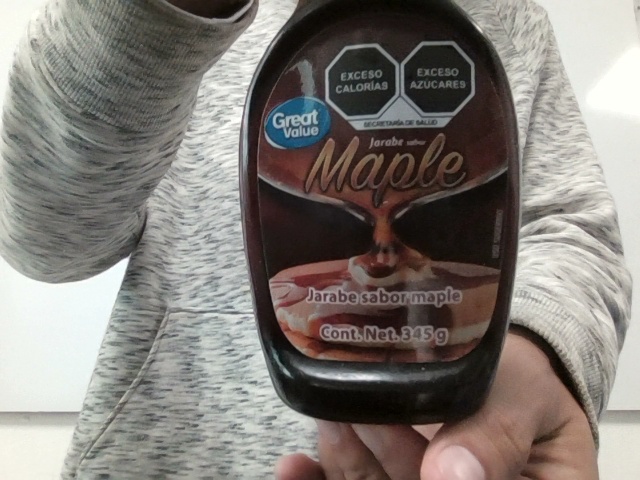 EXCESO
CALORÍAS
EXCESO
AZÚCARES
SECRETARÍA DE SALUD
Great
Value
Jarabe sabor
Maple
Jarabe sabor maple
Cont. Net. 345 g